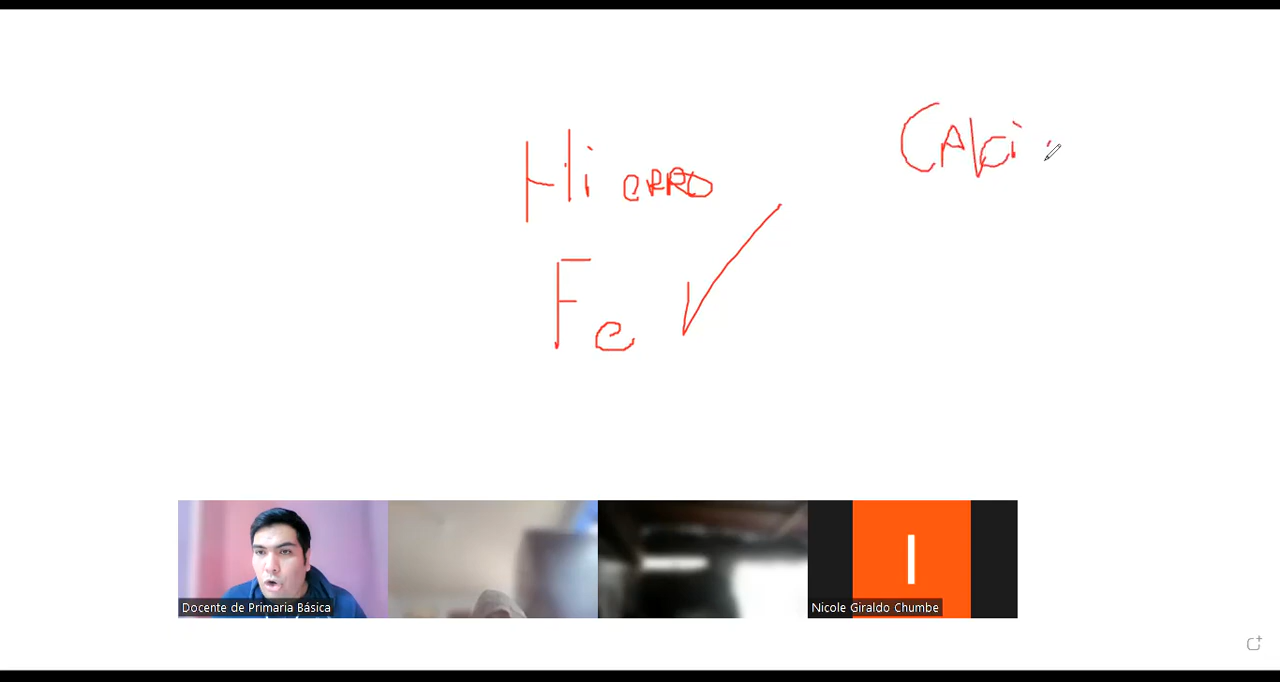 Hierro
CAlci
Fe
Docente de Primaria Básica
Nicole Giraldo Chumbe
I